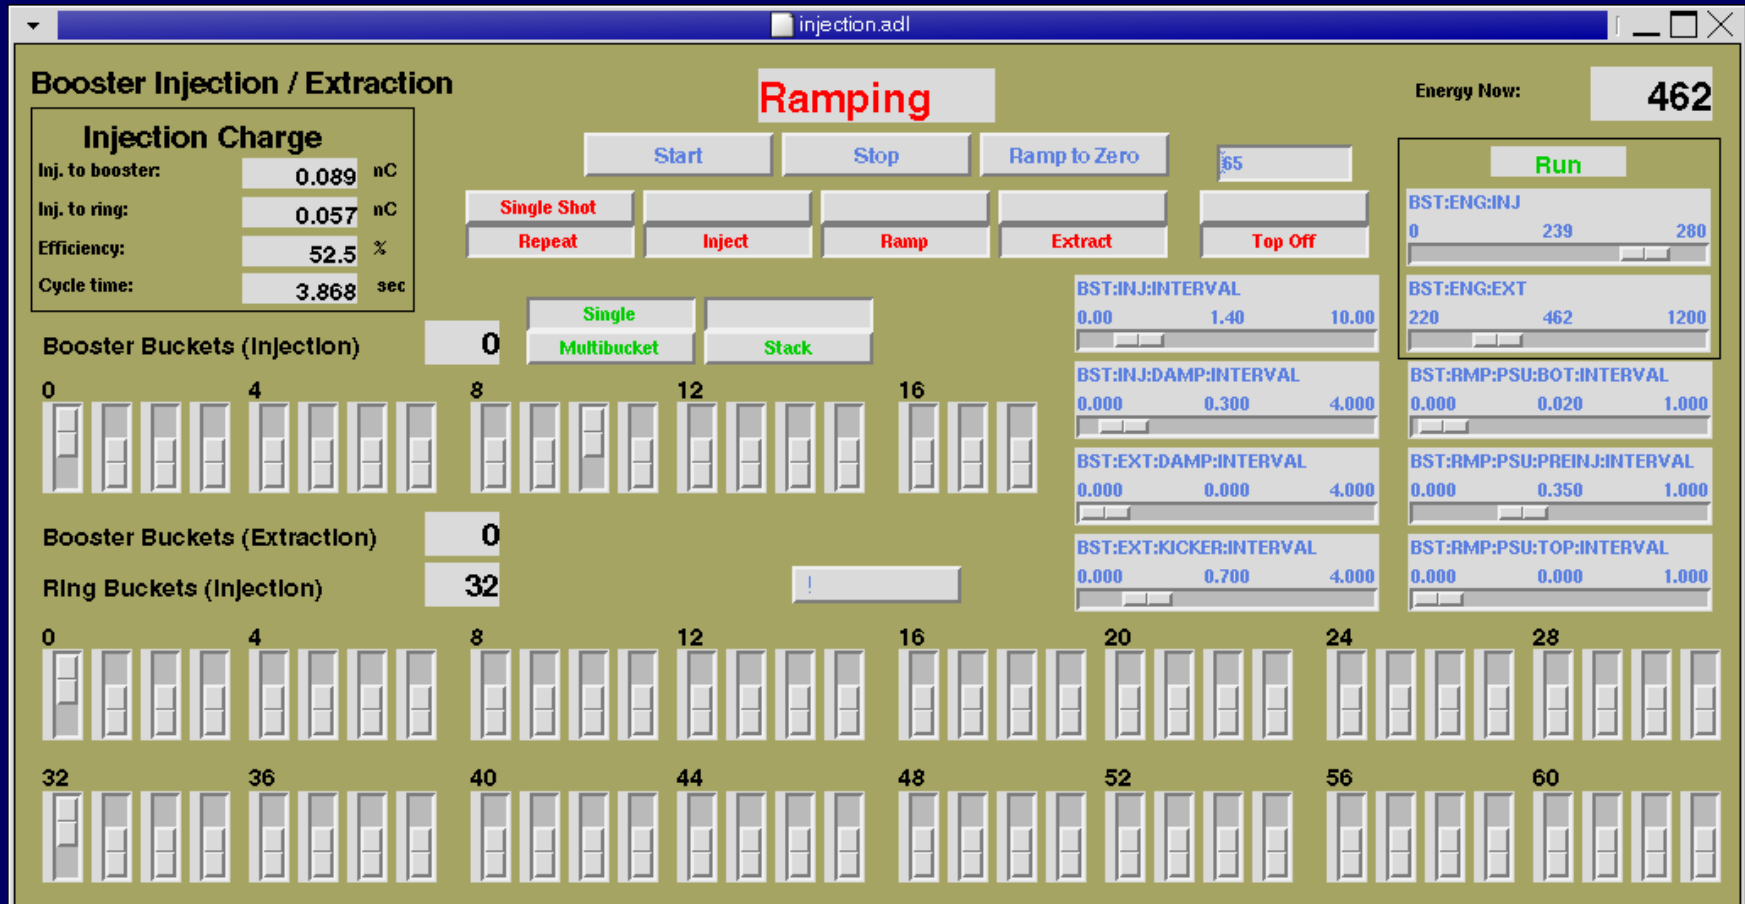 injection.adl
Booster Injection / Extraction
Ramping
Energy Now: 462
Injection Charge
Inj. to booster: 0.089 nC
Inj. to ring: 0.057 nC
Efficiency: 52.5 %
Cycle time: 3.868 sec
Start Stop Ramp to Zero 65
Single Shot
Repeat Inject Ramp Extract Top Off
Run
BST:ENG:INJ
0 239 280
BST:INJ:INTERVAL BST:ENG:EXT
0.00 1.40 10.00 220 462 1200
Single
Multibucket Stack
Booster Buckets (Injection) 0
BST:INJ:DAMP:INTERVAL BST:RMP:PSU:BOT:INTERVAL
0.000 0.300 4.000 0.000 0.020 1.000
0 4 8 12 16
BST:EXT:DAMP:INTERVAL BST:RMP:PSU:PREINJ:INTERVAL
0.000 0.000 4.000 0.000 0.350 1.000
Booster Buckets (Extraction) 0
BST:EXT:KICKER:INTERVAL BST:RMP:PSU:TOP:INTERVAL
0.000 0.700 4.000 0.000 0.000 1.000
Ring Buckets (Injection) 32 !
0 4 8 12 16 20 24 28
32 36 40 44 48 52 56 60